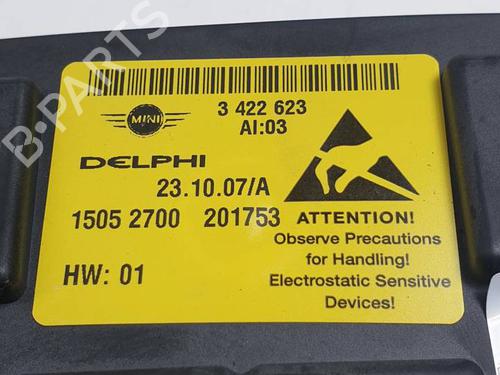 B-PARTS
MINI
3 422 623
AI:03
DELPHI
23.10.07/A
1505 2700 201753
HW: 01
ATTENTION!
Observe Precautions
for Handling!
Electrostatic Sensitive
Devices!